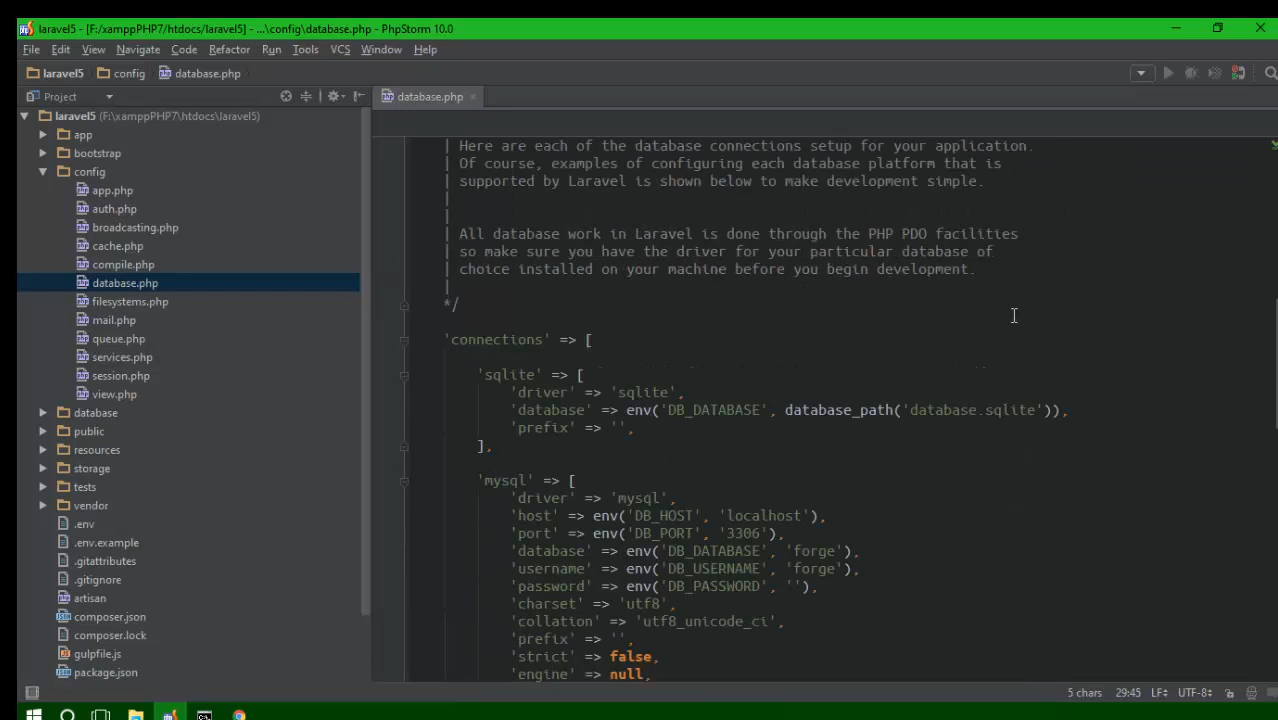 laravel5 - [F:/xamppPHP7/htdocs/laravel5] - ...\config\database.php - PhpStorm 10.0
File Edit View Navigate Code Refactor Run Tools VCS Window Help
laravel5 config database.php
Project
database.php
laravel5 (F:\xamppPHP7\htdocs\laravel5)
app
bootstrap
config
app.php
auth.php
broadcasting.php
cache.php
compile.php
database.php
filesystems.php
mail.php
queue.php
services.php
session.php
view.php
database
public
resources
storage
tests
vendor
.env
.env.example
.gitattributes
.gitignore
artisan
composer.json
composer.lock
gulpfile.js
package.json
| Here are each of the database connections setup for your application.
| Of course, examples of configuring each database platform that is
| supported by Laravel is shown below to make development simple.
|
|
| All database work in Laravel is done through the PHP PDO facilities
| so make sure you have the driver for your particular database of
| choice installed on your machine before you begin development.
|
*/
'connections' => [
'sqlite' => [
'driver' => 'sqlite',
'database' => env('DB_DATABASE', database_path('database.sqlite')),
'prefix' => '',
],
'mysql' => [
'driver' => 'mysql',
'host' => env('DB_HOST', 'localhost'),
'port' => env('DB_PORT', '3306'),
'database' => env('DB_DATABASE', 'forge'),
'username' => env('DB_USERNAME', 'forge'),
'password' => env('DB_PASSWORD', ''),
'charset' => 'utf8',
'collation' => 'utf8_unicode_ci',
'prefix' => '',
'strict' => false,
'engine' => null,
5 chars 29:45 LF UTF-8